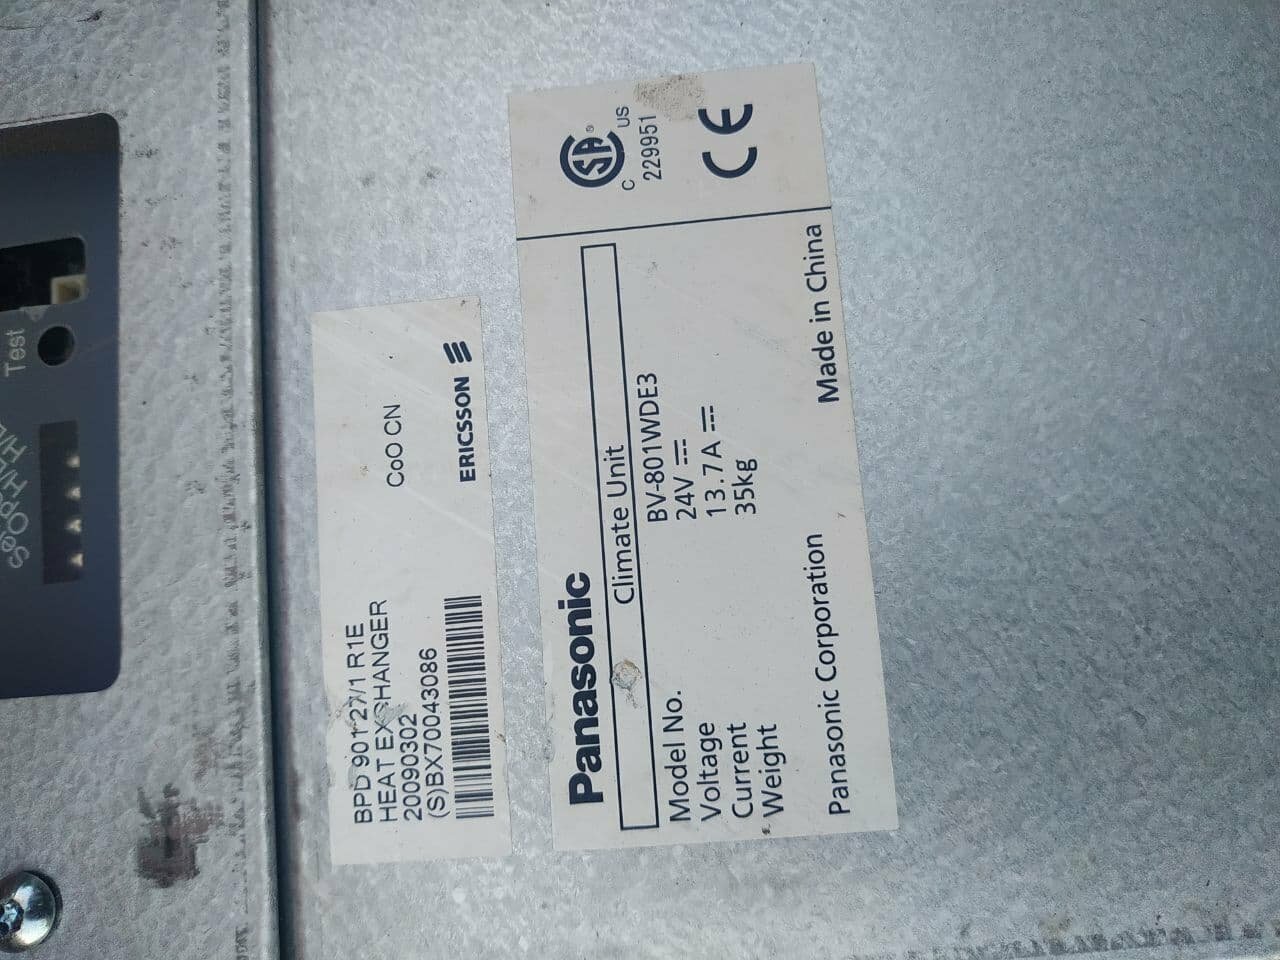 BPD 901 27/1 R1E
HEAT EXCHANGER
20090302 CoO CN
(S)BX70043086
ERICSSON
Panasonic
Climate Unit
Model No. BV-801WDE3
Voltage 24V
Current 13.7A
Weight 35kg
Panasonic Corporation Made in China
C US
229951
CE
Test